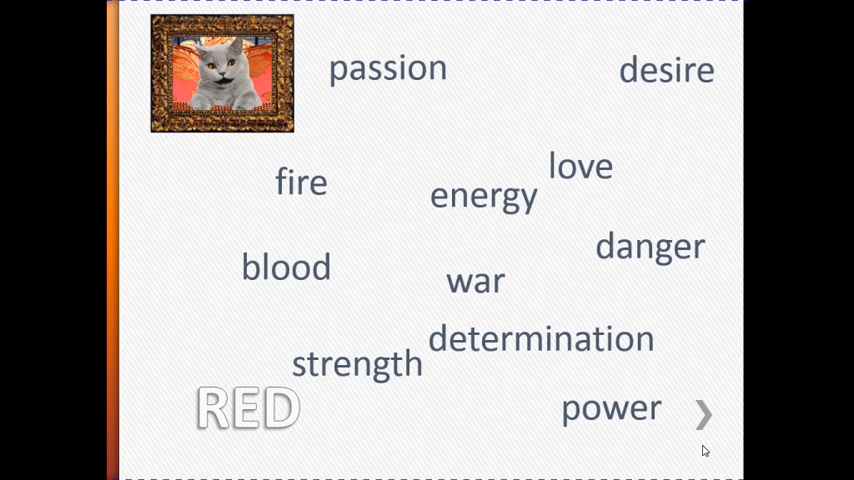 passion
desire
love
fire
energy
danger
blood
war
determination
strength
RED
power